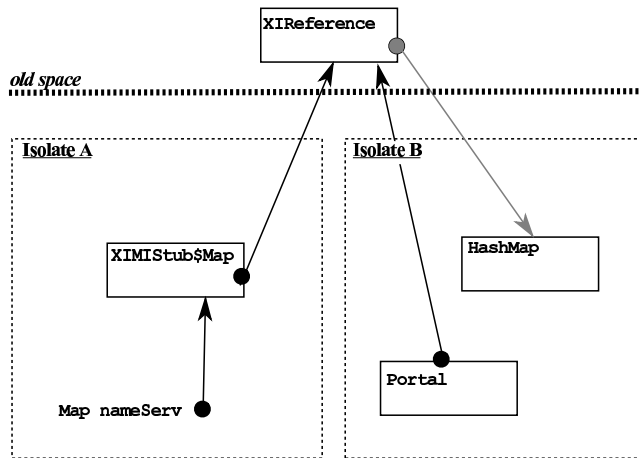 XIReference
old space
Isolate A
Isolate B
XIMIStub$Map
HashMap
Portal
Map nameServ